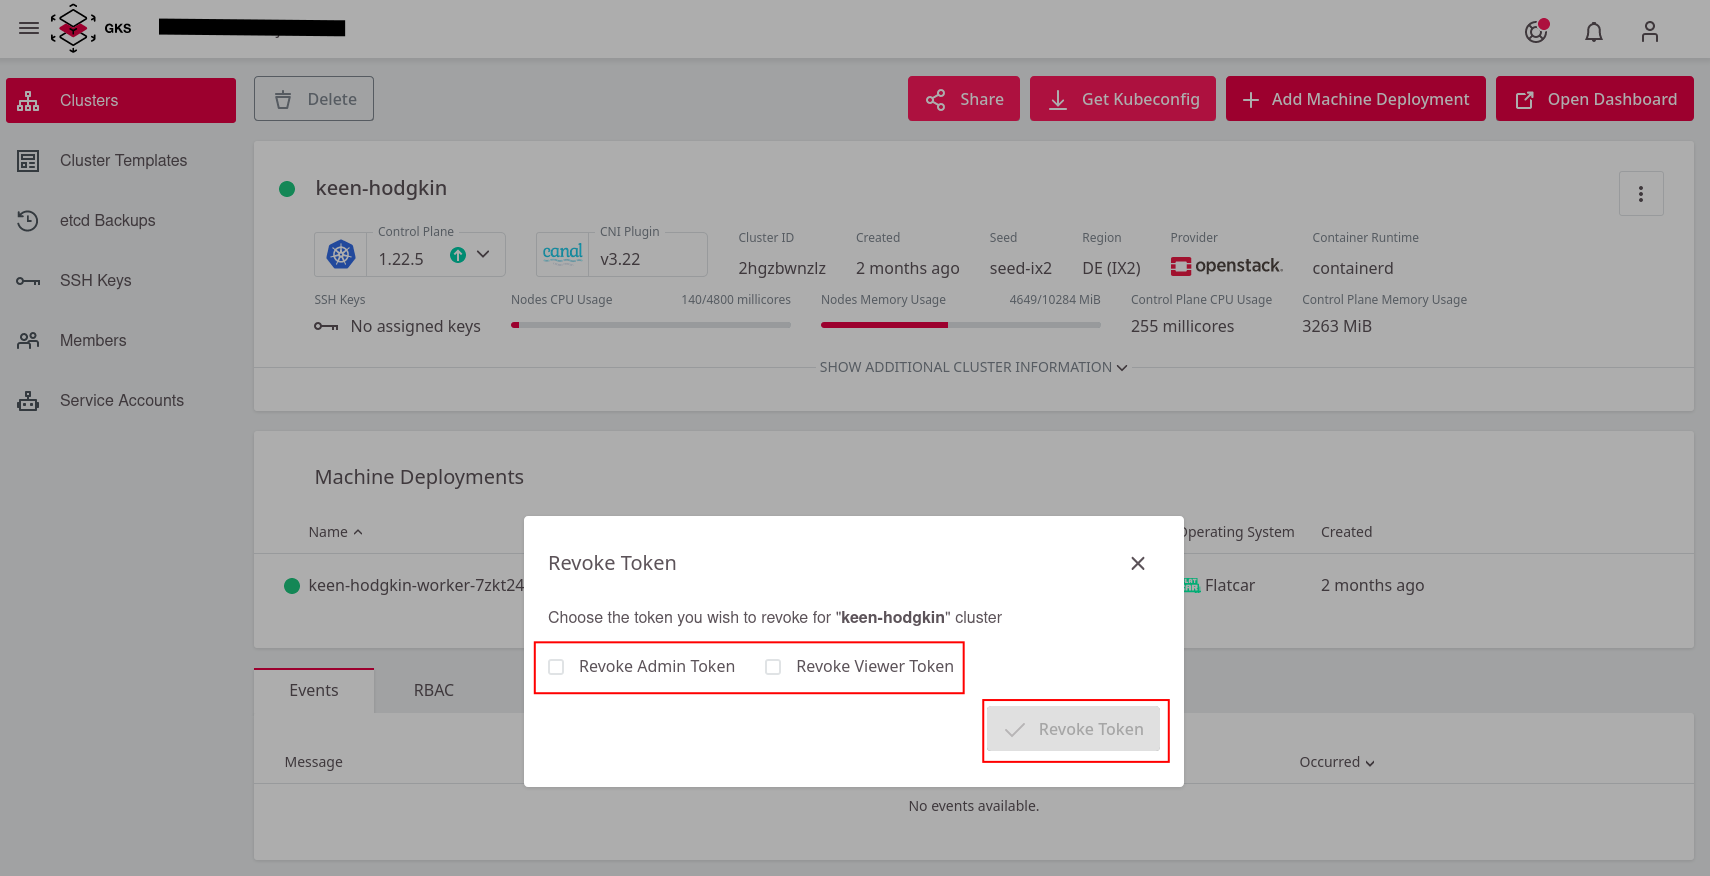 GKS
Clusters
Cluster Templates
etcd Backups
SSH Keys
Members
Service Accounts
Delete
Share
Get Kubeconfig
Add Machine Deployment
Open Dashboard
keen-hodgkin
Control Plane
1.22.5
canal
CNI Plugin
v3.22
Cluster ID
2hgzbwnzlz
Created
2 months ago
Seed
seed-ix2
Region
DE (IX2)
Provider
openstack.
Container Runtime
containerd
SSH Keys
No assigned keys
Nodes CPU Usage 140/4800 millicores
Nodes Memory Usage 4649/10284 MiB
Control Plane CPU Usage
255 millicores
Control Plane Memory Usage
3263 MiB
SHOW ADDITIONAL CLUSTER INFORMATION
Machine Deployments
Name Operating System Created
keen-hodgkin-worker-7zkt24 Flatcar 2 months ago
Revoke Token
Choose the token you wish to revoke for "keen-hodgkin" cluster
Revoke Admin Token Revoke Viewer Token
Revoke Token
Events RBAC
Message Occurred
No events available.